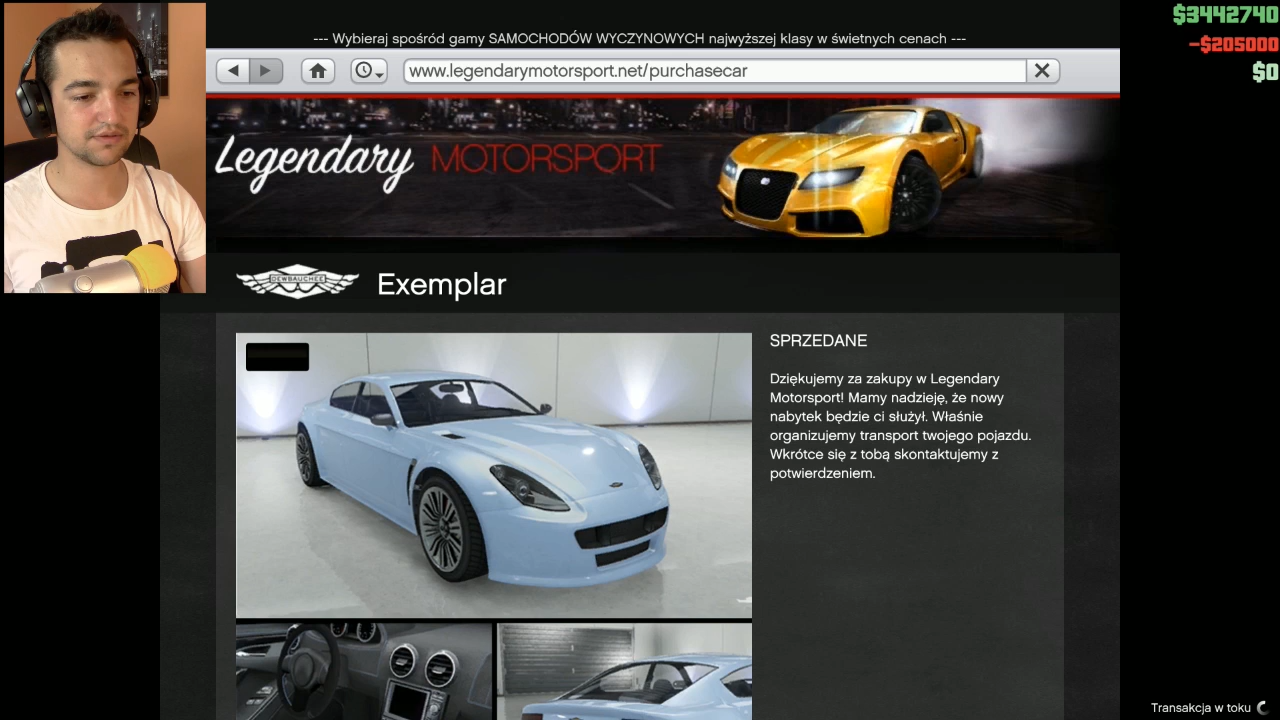 $3442740
--- Wybieraj spośród gamy SAMOCHODÓW WYCZYNOWYCH najwyższej klasy w świetnych cenach ---
-$205000
$0
www.legendarymotorsport.net/purchasecar
Legendary MOTORSPORT
DEWBAUCHEE
Exemplar
SPRZEDANE
Dziękujemy za zakupy w Legendary
Motorsport! Mamy nadzieję, że nowy
nabytek będzie ci służył. Właśnie
organizujemy transport twojego pojazdu.
Wkrótce się z tobą skontaktujemy z
potwierdzeniem.
Transakcja w toku